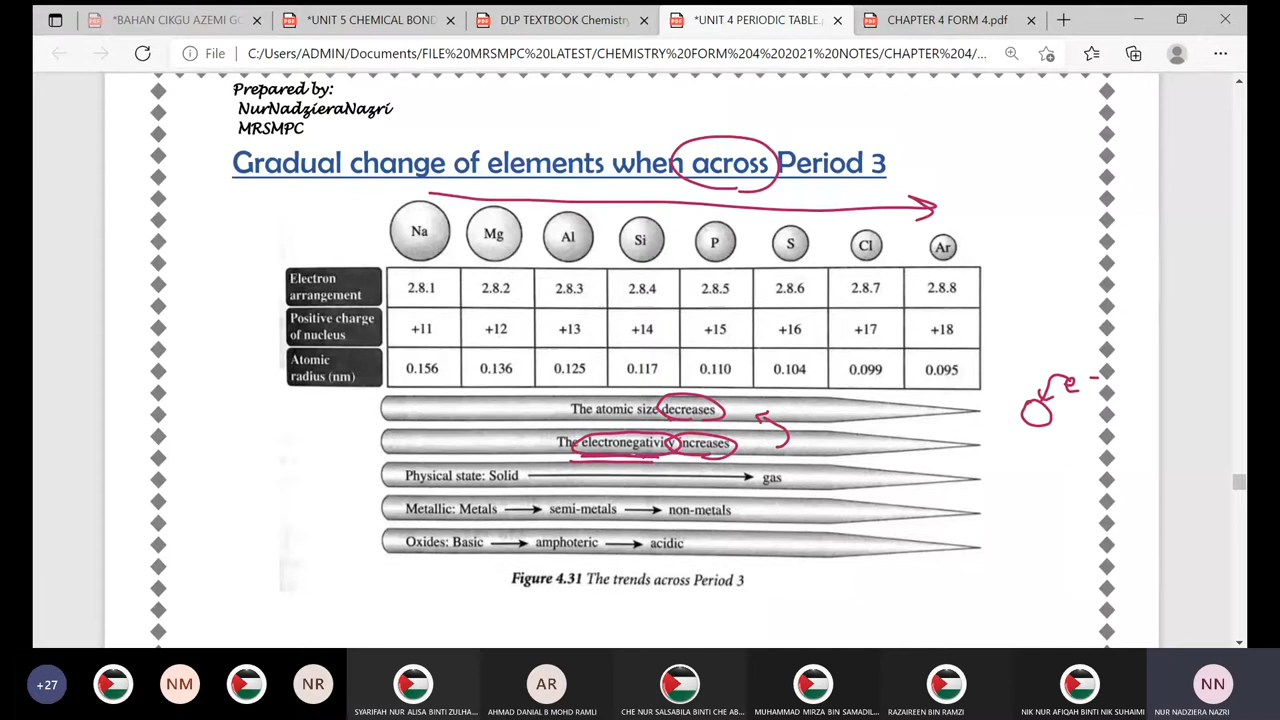 *BAHAN CIKGU AZEMI GO
*UNIT 5 CHEMICAL BOND
DLP TEXTBOOK Chemistry
*UNIT 4 PERIODIC TABLE.
CHAPTER 4 FORM 4.pdf
File
C:/Users/ADMIN/Documents/FILE%20MRSMPC%20LATEST/CHEMISTRY%20FORM%204%202021%20NOTES/CHAPTER%204/...
Prepared by:
NurNadzieraNazri
MRSMPC
Gradual change of elements when across Period 3
Na Mg Al Si P S Cl Ar
Electron arrangement 2.8.1 2.8.2 2.8.3 2.8.4 2.8.5 2.8.6 2.8.7 2.8.8
Positive charge of nucleus +11 +12 +13 +14 +15 +16 +17 +18
Atomic radius (nm) 0.156 0.136 0.125 0.117 0.110 0.104 0.099 0.095
The atomic size decreases
e -
The electronegativity increases
Physical state: Solid gas
Metallic: Metals semi-metals non-metals
Oxides: Basic amphoteric acidic
Figure 4.31 The trends across Period 3
+27 NM NR AR NN
SYARIFAH NUR ALISA BINTI ZULHA...
AHMAD DANIAL B MOHD RAMLI
CHE NUR SALSABILA BINTI CHE AB...
MUHAMMAD MIRZA BIN SAMADIL...
RAZAIREEN BIN RAMZI
NIK NUR AFIQAH BINTI NIK SUHAIMI
NUR NADZIERA NAZRI